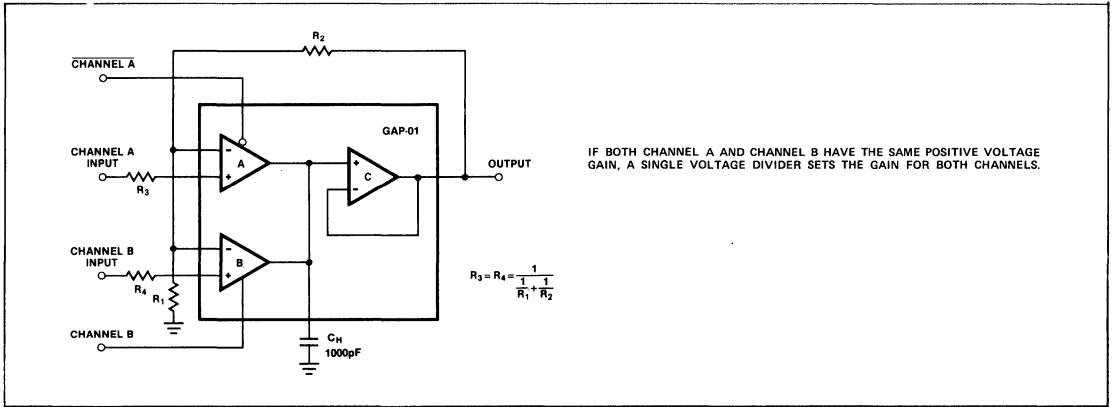 R2
CHANNEL A
GAP-01
CHANNEL A
INPUT
R3
-
+
A
+
-
C
OUTPUT
IF BOTH CHANNEL A AND CHANNEL B HAVE THE SAME POSITIVE VOLTAGE
GAIN, A SINGLE VOLTAGE DIVIDER SETS THE GAIN FOR BOTH CHANNELS.
CHANNEL B
INPUT
R4
R1
-
+
B
R3 = R4 = 1 / (1/R1 + 1/R2)
CHANNEL B
CH
1000pF